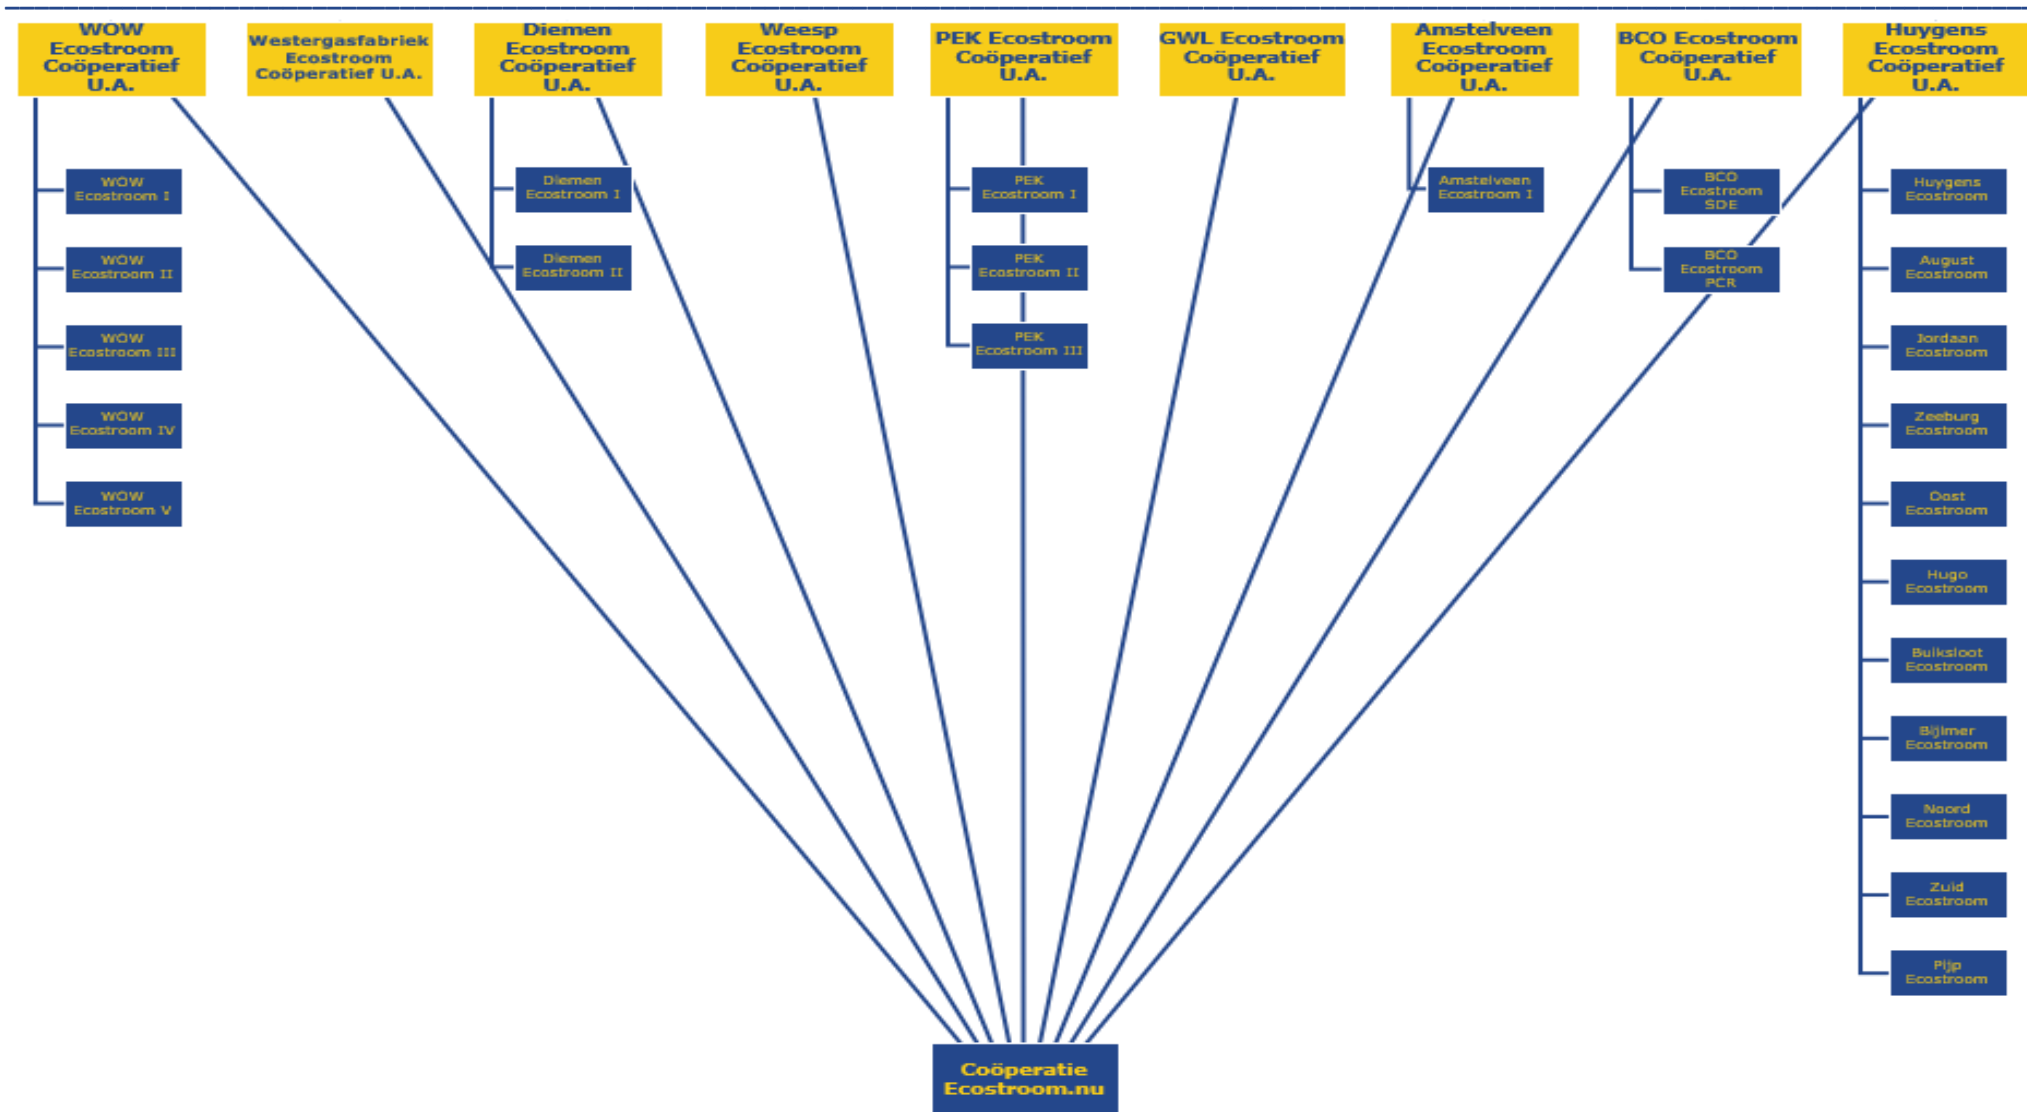 WOW
Ecostroom
Coöperatief
U.A.
Westergasfabriek
Ecostroom
Coöperatief U.A.
Diemen
Ecostroom
Coöperatief
U.A.
Weesp
Ecostroom
Coöperatief
U.A.
PEK Ecostroom
Coöperatief
U.A.
GWL Ecostroom
Coöperatief
U.A.
Amstelveen
Ecostroom
Coöperatief
U.A.
BCO Ecostroom
Coöperatief
U.A.
Huygens
Ecostroom
Coöperatief
U.A.
WOW
Ecostroom I
WOW
Ecostroom II
WOW
Ecostroom III
WOW
Ecostroom IV
WOW
Ecostroom V
Diemen
Ecostroom I
Diemen
Ecostroom II
PEK
Ecostroom I
PEK
Ecostroom II
PEK
Ecostroom III
Amstelveen
Ecostroom I
BCO
Ecostroom
SDE
BCO
Ecostroom
PCR
Huygens
Ecostroom
August
Ecostroom
Jordaan
Ecostroom
Zeeburg
Ecostroom
Oost
Ecostroom
Hugo
Ecostroom
Buiksloot
Ecostroom
Bijlmer
Ecostroom
Noord
Ecostroom
Zuid
Ecostroom
Pijp
Ecostroom
Coöperatie
Ecostroom.nu